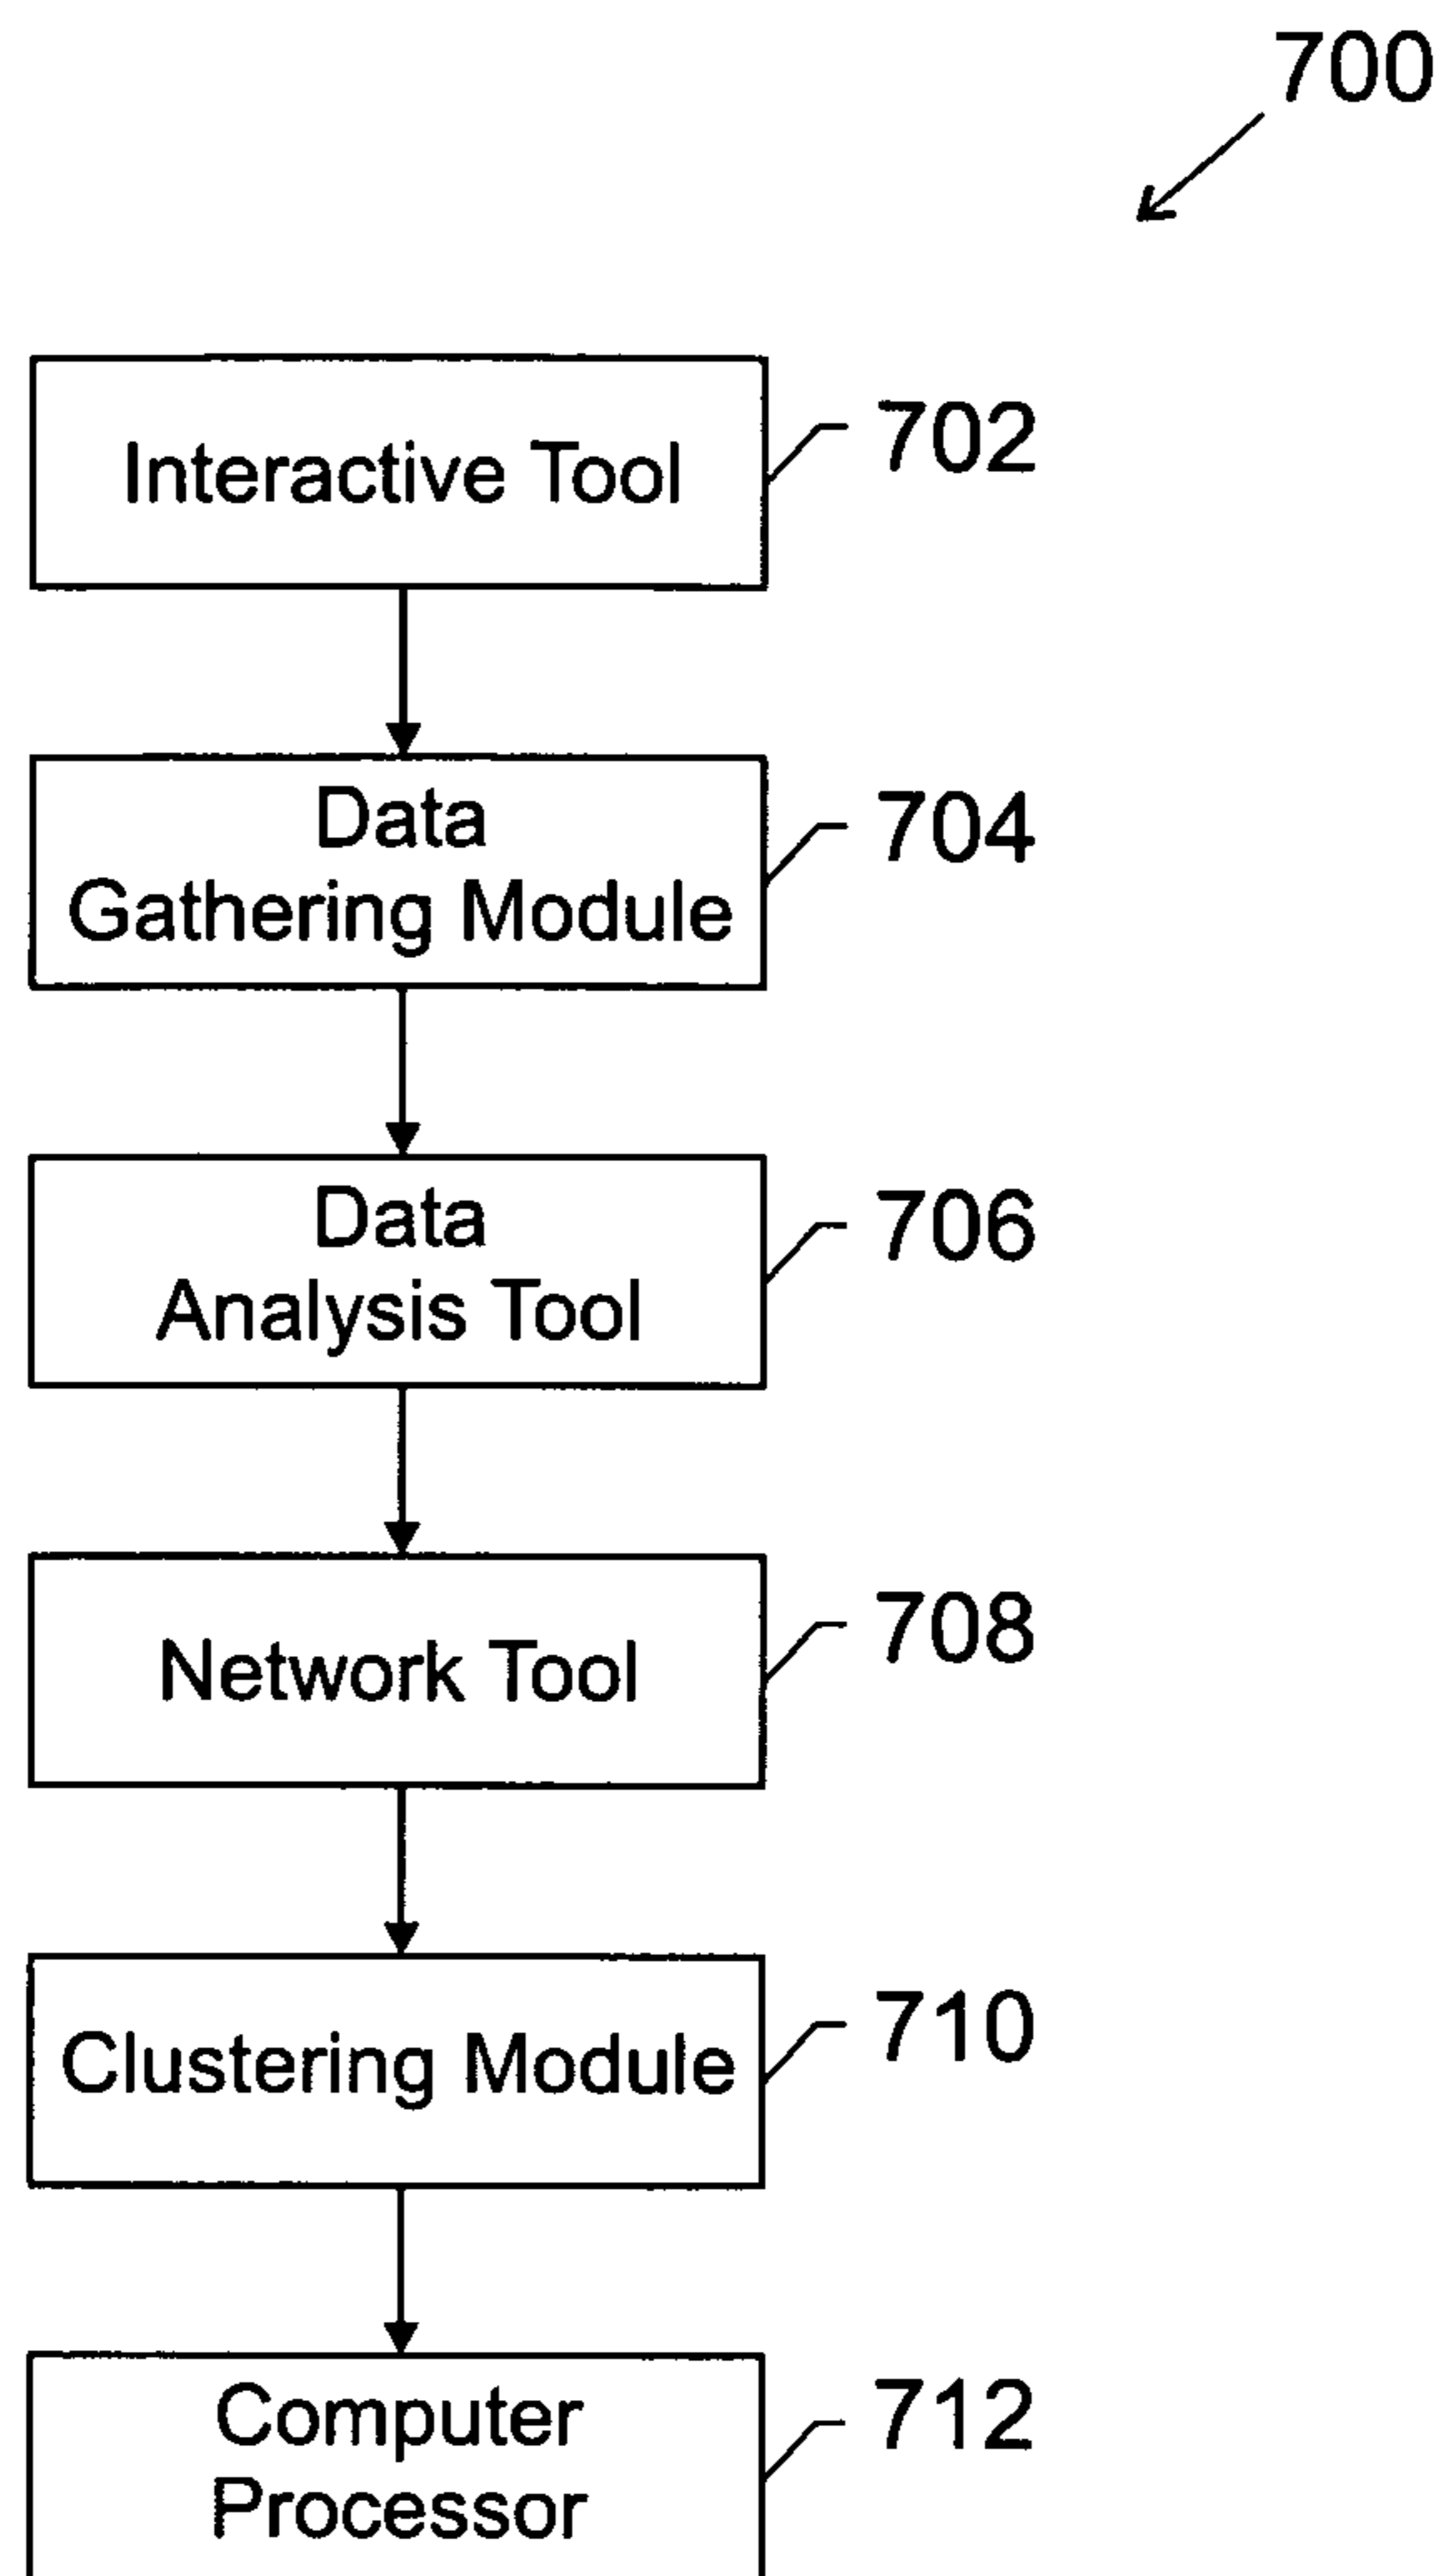 700
Interactive Tool
702
Data
Gathering Module
704
Data
Analysis Tool
706
Network Tool
708
Clustering Module
710
Computer
Processor
712